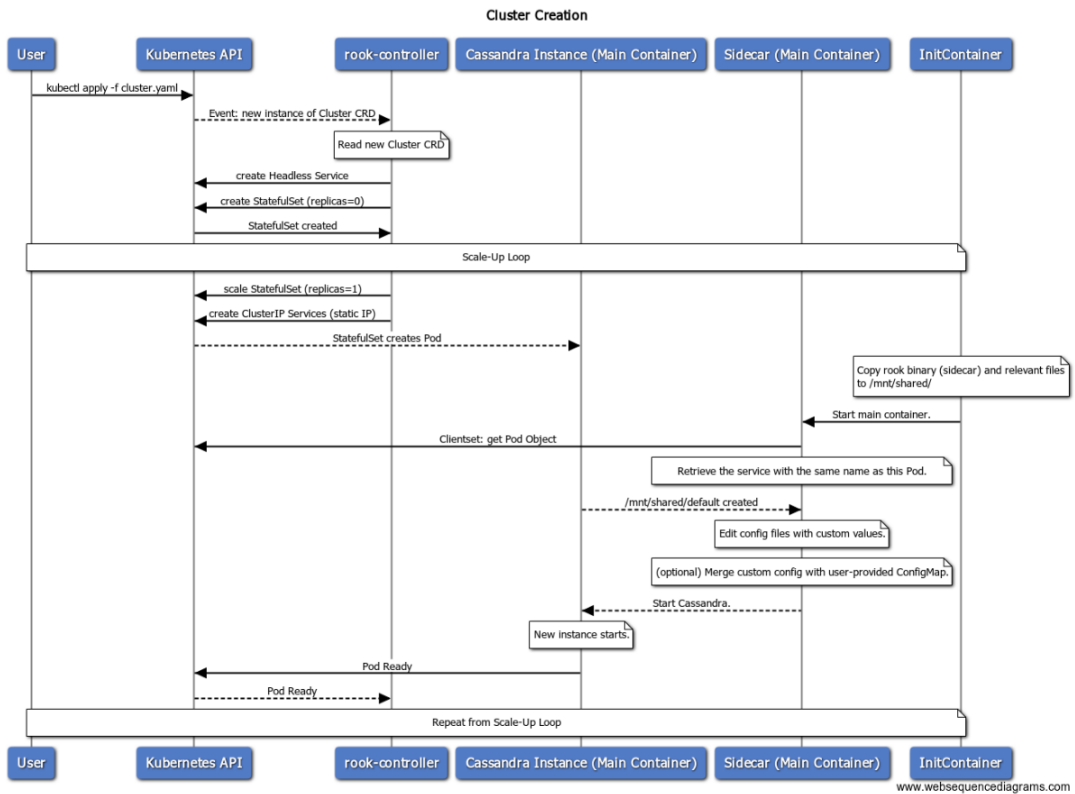 Cluster Creation
User
Kubernetes API
rook-controller
Cassandra Instance (Main Container)
Sidecar (Main Container)
InitContainer
kubectl apply -f cluster.yaml
Event: new instance of Cluster CRD
Read new Cluster CRD
create Headless Service
create StatefulSet (replicas=0)
StatefulSet created
Scale-Up Loop
scale StatefulSet (replicas=1)
create ClusterIP Services (static IP)
StatefulSet creates Pod
Copy rook binary (sidecar) and relevant files
to /mnt/shared/
Start main container.
Clientset: get Pod Object
Retrieve the service with the same name as this Pod.
/mnt/shared/default created
Edit config files with custom values.
(optional) Merge custom config with user-provided ConfigMap.
Start Cassandra.
New instance starts.
Pod Ready
Pod Ready
Repeat from Scale-Up Loop
User
Kubernetes API
rook-controller
Cassandra Instance (Main Container)
Sidecar (Main Container)
InitContainer
www.websequencediagrams.com